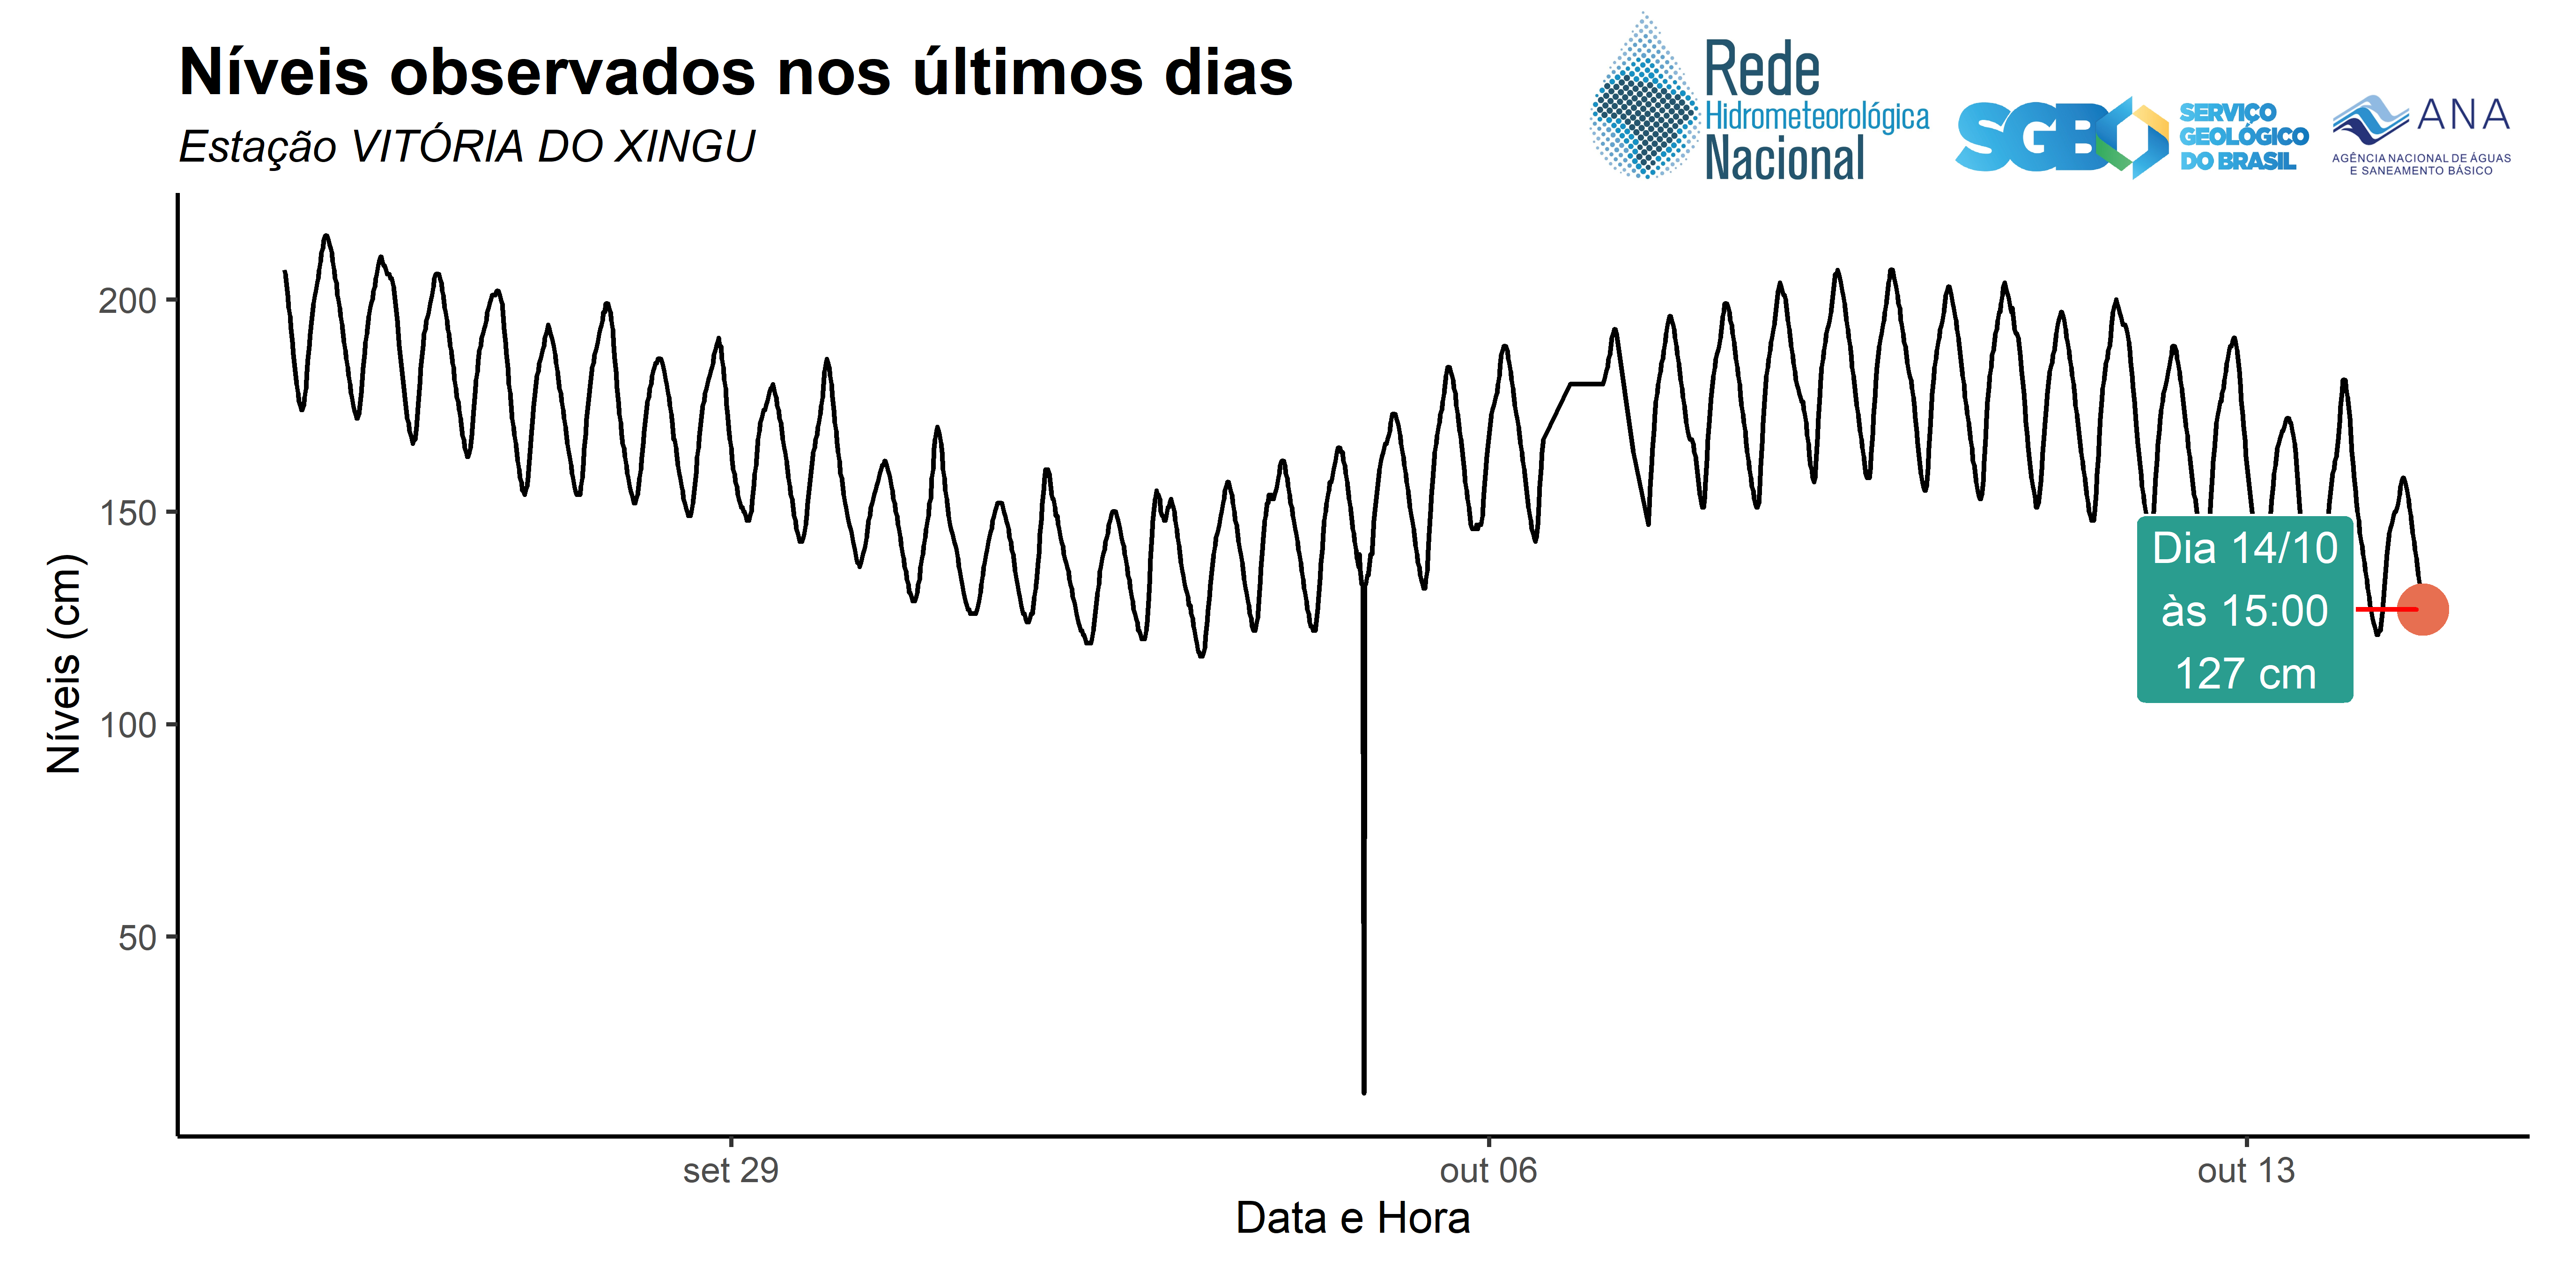 Níveis observados nos últimos dias
Estação VITÓRIA DO XINGU
Rede
Hidrometeorológica
Nacional
SGB
SERVIÇO
GEOLÓGICO
DO BRASIL
ANA
AGÊNCIA NACIONAL DE ÁGUAS
E SANEAMENTO BÁSICO
Níveis (cm)
200
150
100
50
Dia 14/10
às 15:00
127 cm
set 29
out 06
out 13
Data e Hora